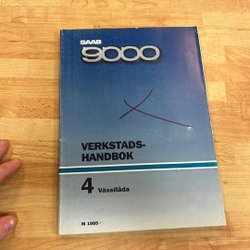 SAAB
9000
VERKSTADS-
HANDBOK
4 Växellåda
M 1985-